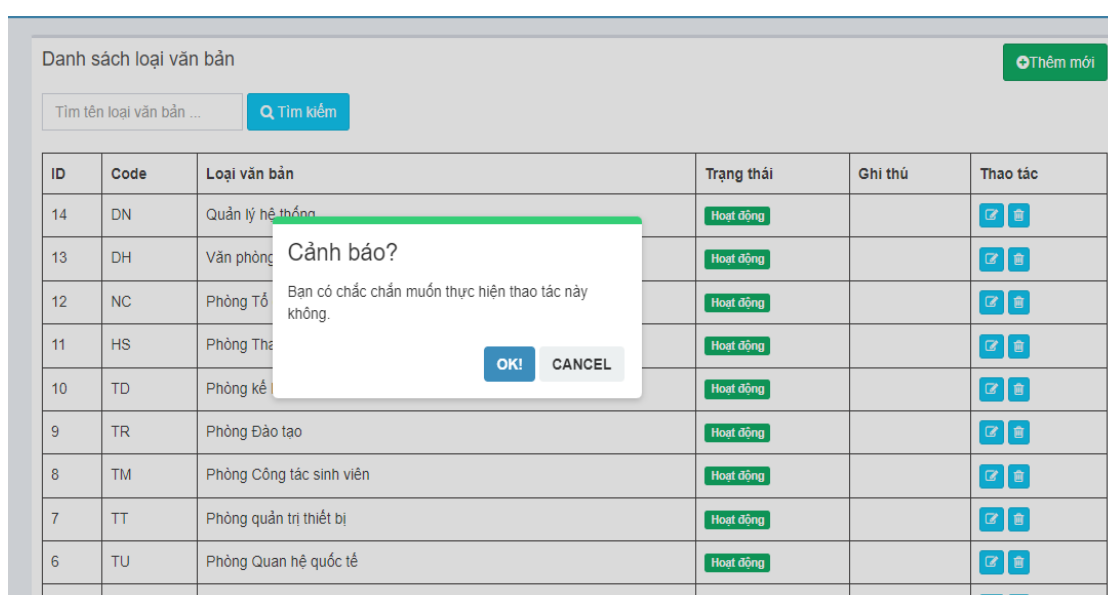 Danh sách loại văn bản
Thêm mới
Tìm tên loại văn bản ...
Tìm kiếm
ID Code Loại văn bản Trạng thái Ghi thú Thao tác
14 DN Quản lý hệ thống Hoạt động
13 DH Văn phòng Hoạt động
12 NC Phòng Tổ Hoạt động
11 HS Phòng Tha Hoạt động
10 TD Phòng kế Hoạt động
9 TR Phòng Đào tạo Hoạt động
8 TM Phòng Công tác sinh viên Hoạt động
7 TT Phòng quản trị thiết bị Hoạt động
6 TU Phòng Quan hệ quốc tế Hoạt động
Cảnh báo?
Bạn có chắc chắn muốn thực hiện thao tác này
không.
OK! CANCEL